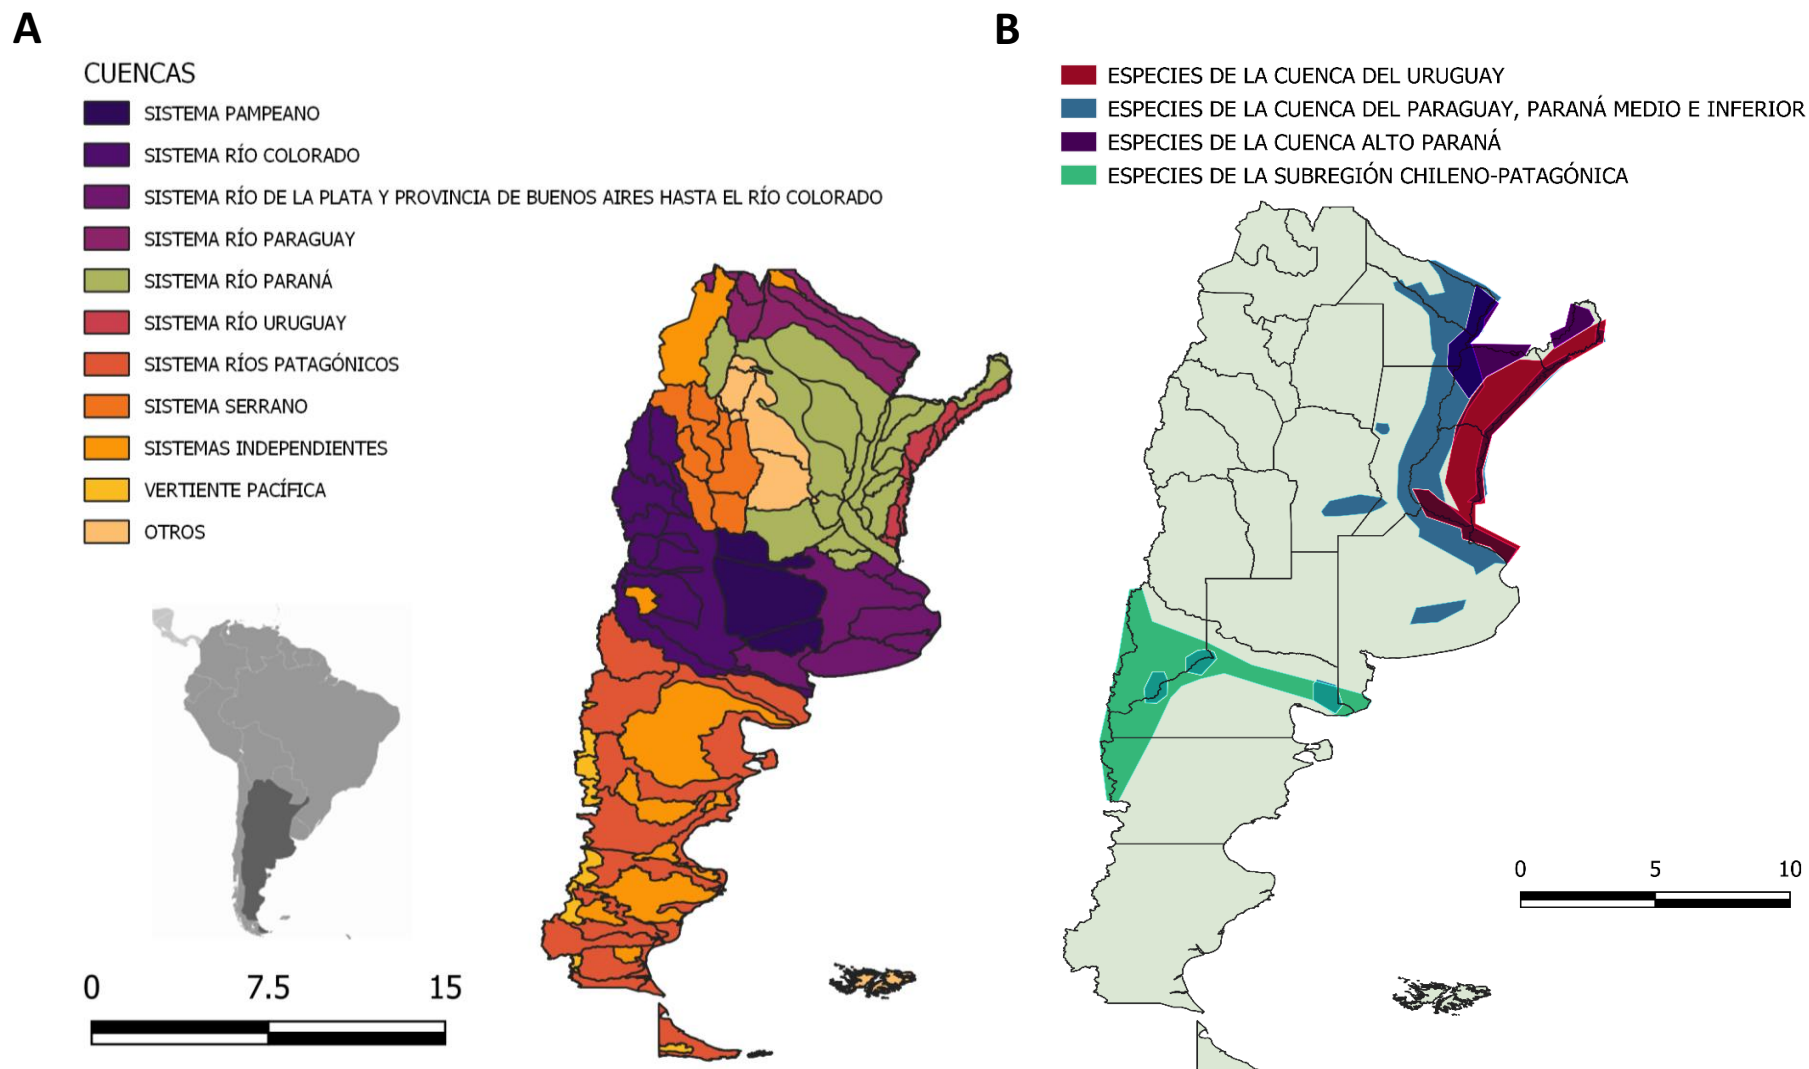 A
CUENCAS
SISTEMA PAMPEANO
SISTEMA RÍO COLORADO
SISTEMA RÍO DE LA PLATA Y PROVINCIA DE BUENOS AIRES HASTA EL RÍO COLORADO
SISTEMA RÍO PARAGUAY
SISTEMA RÍO PARANÁ
SISTEMA RÍO URUGUAY
SISTEMA RÍOS PATAGÓNICOS
SISTEMA SERRANO
SISTEMAS INDEPENDIENTES
VERTIENTE PACÍFICA
OTROS
0 7.5 15
B
ESPECIES DE LA CUENCA DEL URUGUAY
ESPECIES DE LA CUENCA DEL PARAGUAY, PARANÁ MEDIO E INFERIOR
ESPECIES DE LA CUENCA ALTO PARANÁ
ESPECIES DE LA SUBREGIÓN CHILENO-PATAGÓNICA
0 5 10